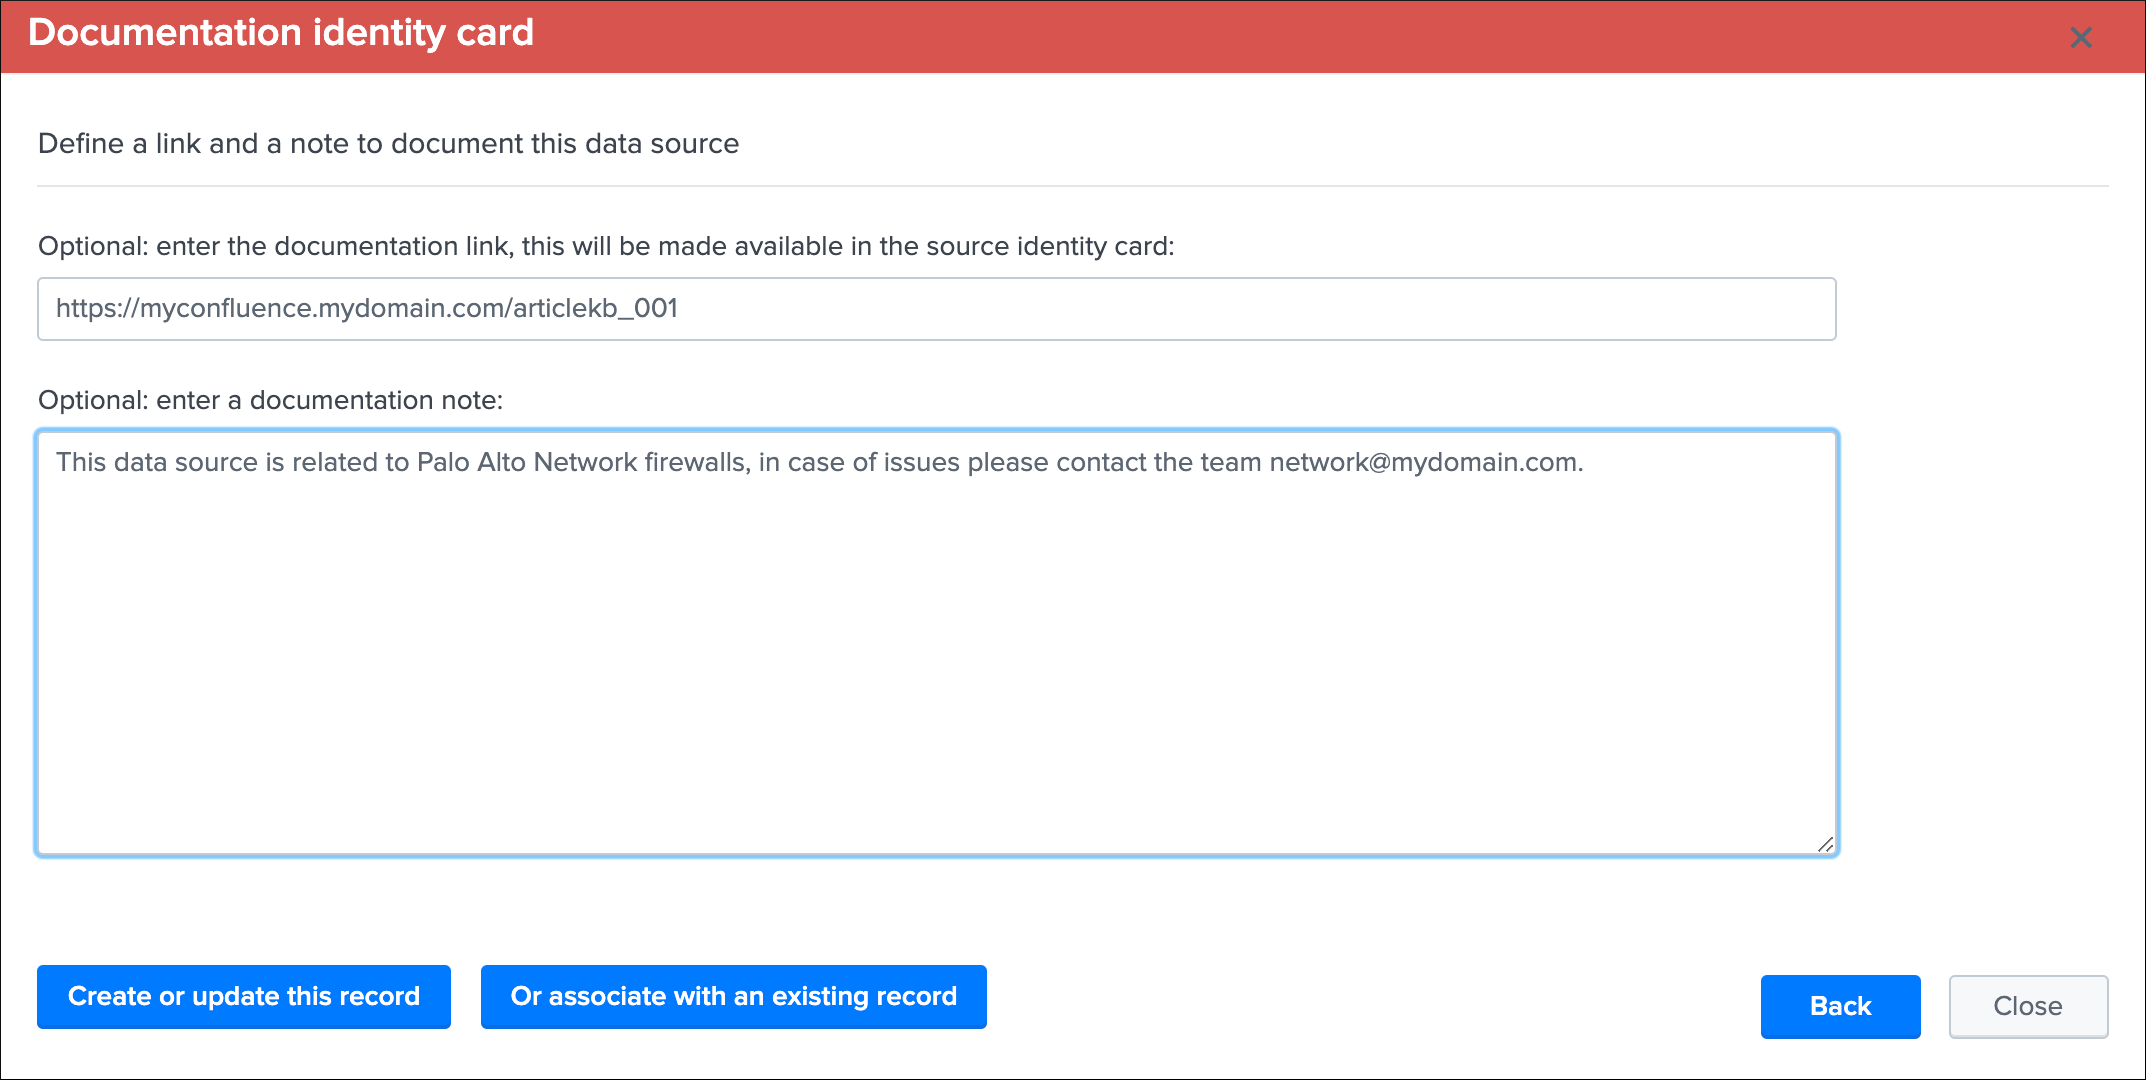 Documentation identity card
Define a link and a note to document this data source
Optional: enter the documentation link, this will be made available in the source identity card:
https://myconfluence.mydomain.com/articlekb_001
Optional: enter a documentation note:
This data source is related to Palo Alto Network firewalls, in case of issues please contact the team network@mydomain.com.
Create or update this record
Or associate with an existing record
Back
Close